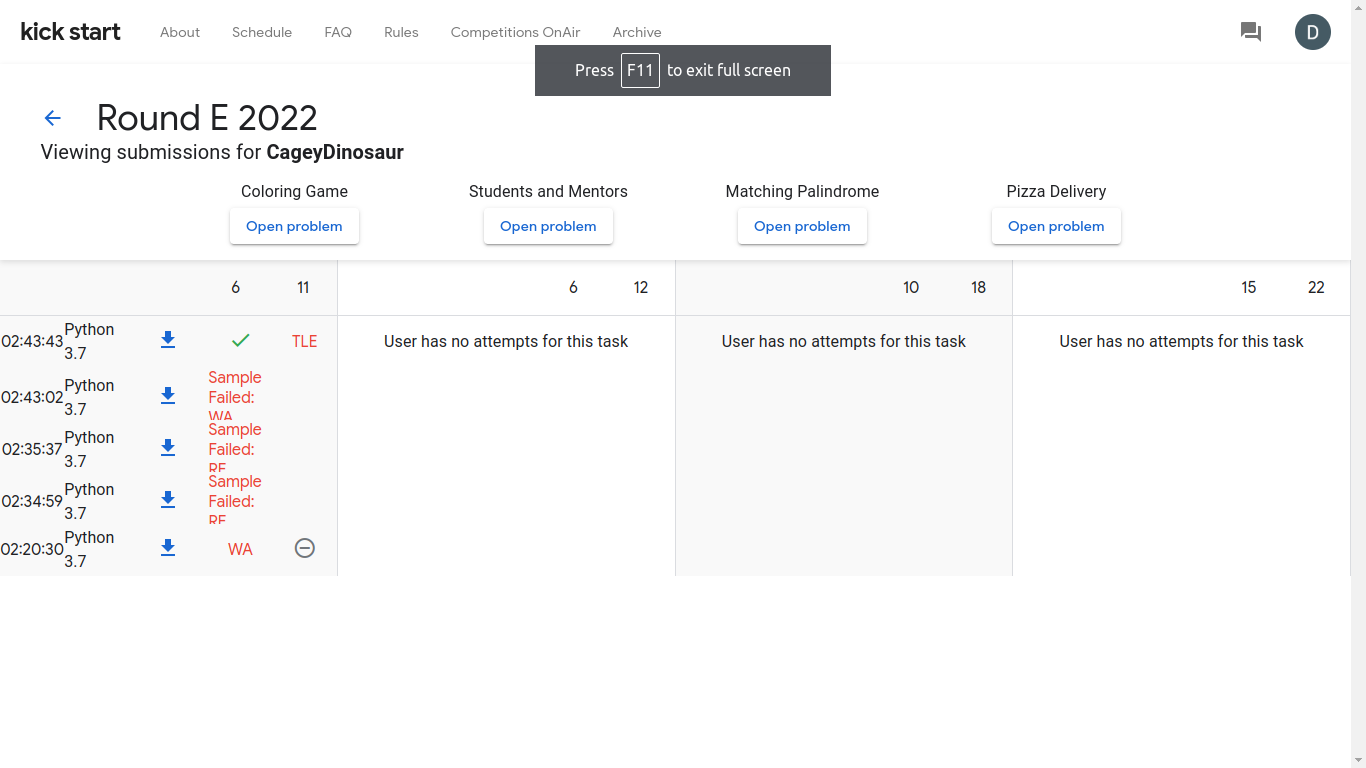 kick start About Schedule FAQ Rules Competitions OnAir Archive D
Press F11 to exit full screen
Round E 2022
Viewing submissions for CageyDinosaur
Coloring Game Students and Mentors Matching Palindrome Pizza Delivery
Open problem Open problem Open problem Open problem
6 11 6 12 10 18 15 22
02:43:43 Python 3.7 TLE User has no attempts for this task User has no attempts for this task User has no attempts for this task
02:43:02 Python 3.7 Sample Failed: WA
02:35:37 Python 3.7 Sample Failed: RE
02:34:59 Python 3.7 Sample Failed: RE
02:20:30 Python 3.7 WA